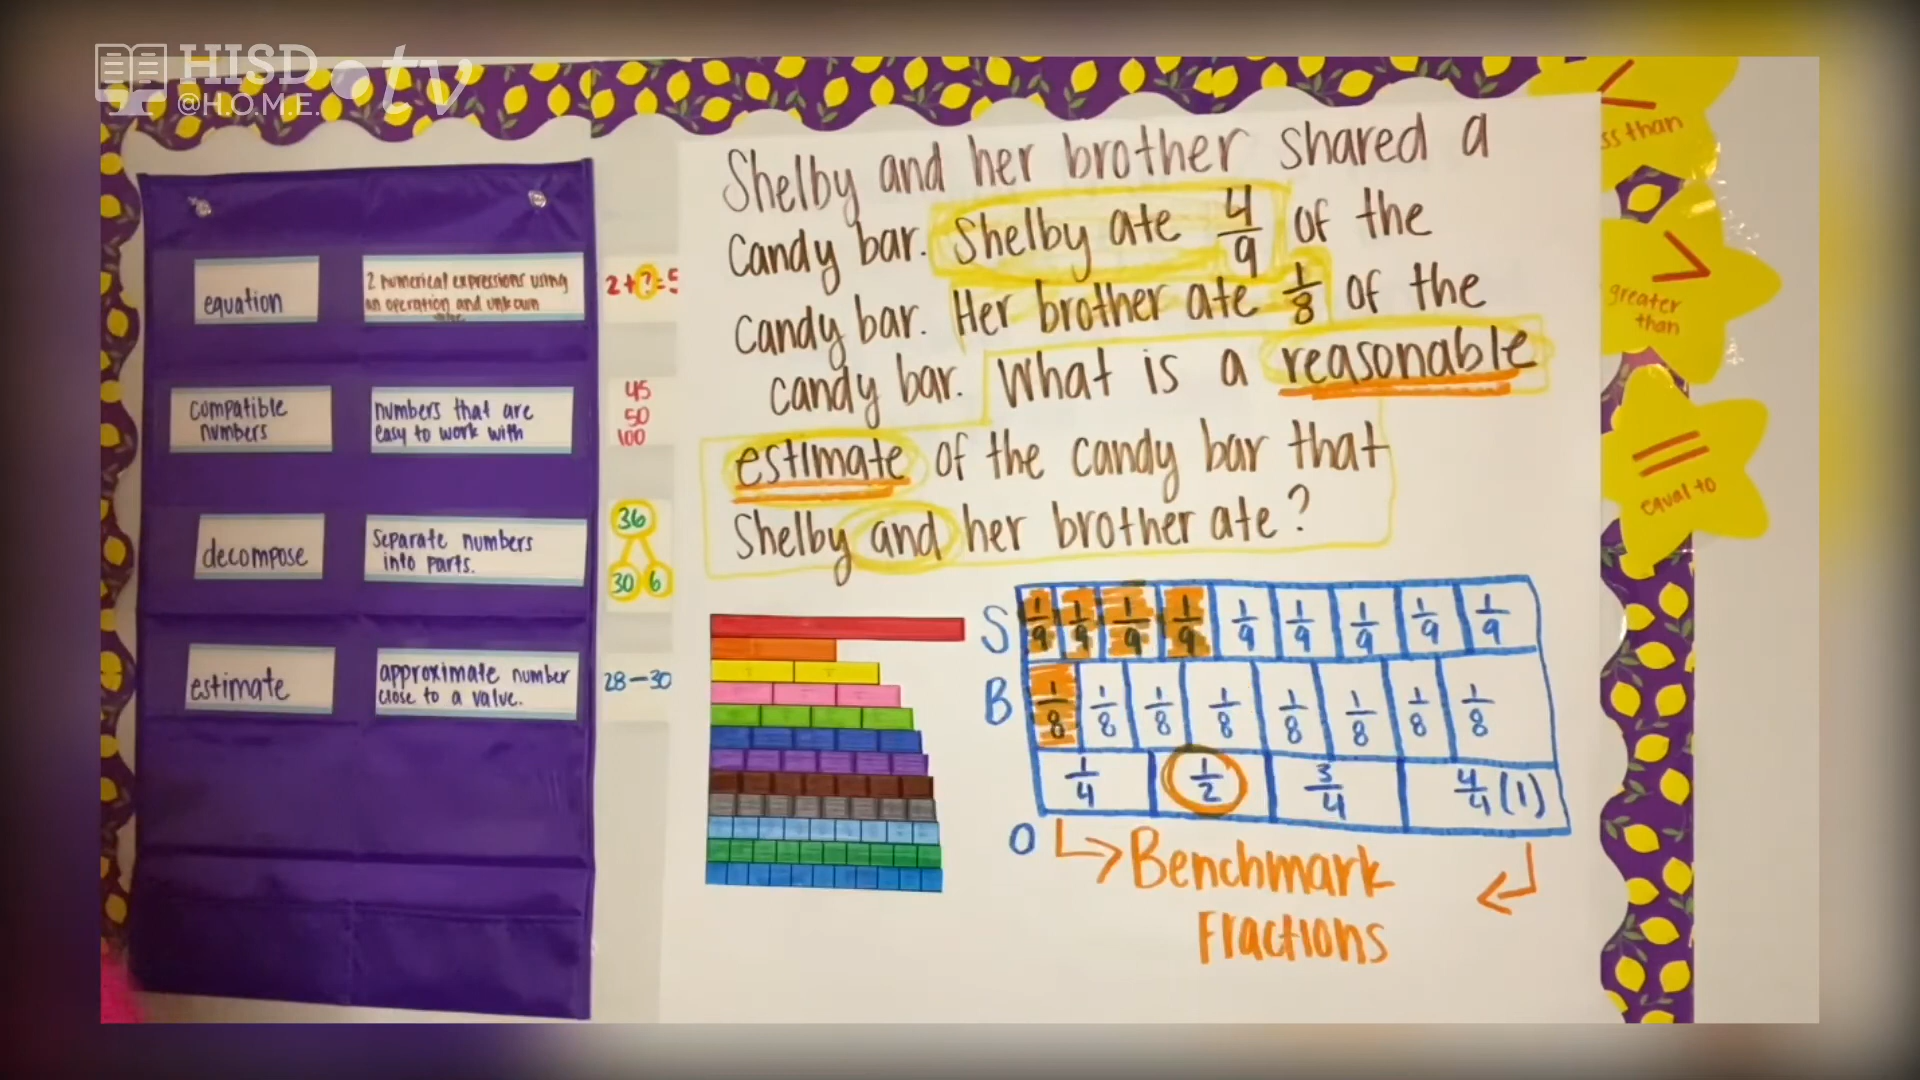 HISD
@H.O.M.E.
tv
equation
2 numerical expressions using
an operation and unknown
2+?=5
compatible
numbers
numbers that are
easy to work with
45
50
100
decompose
Separate numbers
into parts.
36
30 6
estimate
approximate number
close to a value.
28-30
Shelby and her brother shared a
candy bar. Shelby ate 4/9 of the
candy bar. Her brother ate 1/8 of the
candy bar. What is a reasonable
estimate of the candy bar that
Shelby and her brother ate?
S 1/9 1/9 1/9 1/9 1/9 1/9 1/9 1/9 1/9
B 1/8 1/8 1/8 1/8 1/8 1/8 1/8 1/8
1/4 1/2 3/4 4/4 (1)
0
Benchmark
Fractions
ss than
>
greater
than
=
equal to